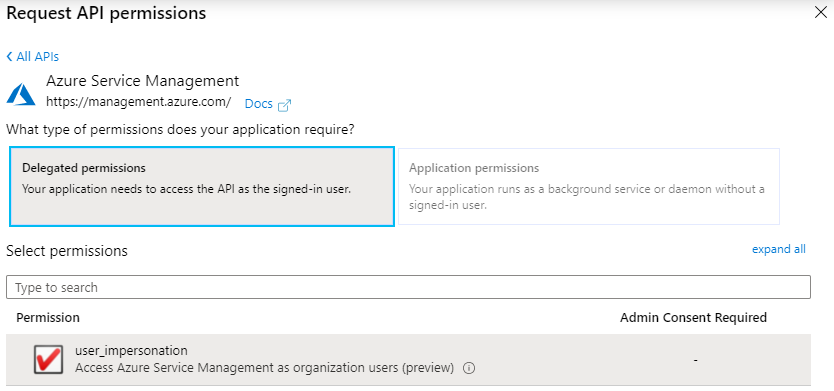 Request API permissions
All APIs
Azure Service Management
https://management.azure.com/ Docs
What type of permissions does your application require?
Delegated permissions
Your application needs to access the API as the signed-in user.
Application permissions
Your application runs as a background service or daemon without a
signed-in user.
Select permissions
expand all
Type to search
Permission
Admin Consent Required
user_impersonation
Access Azure Service Management as organization users (preview)
-